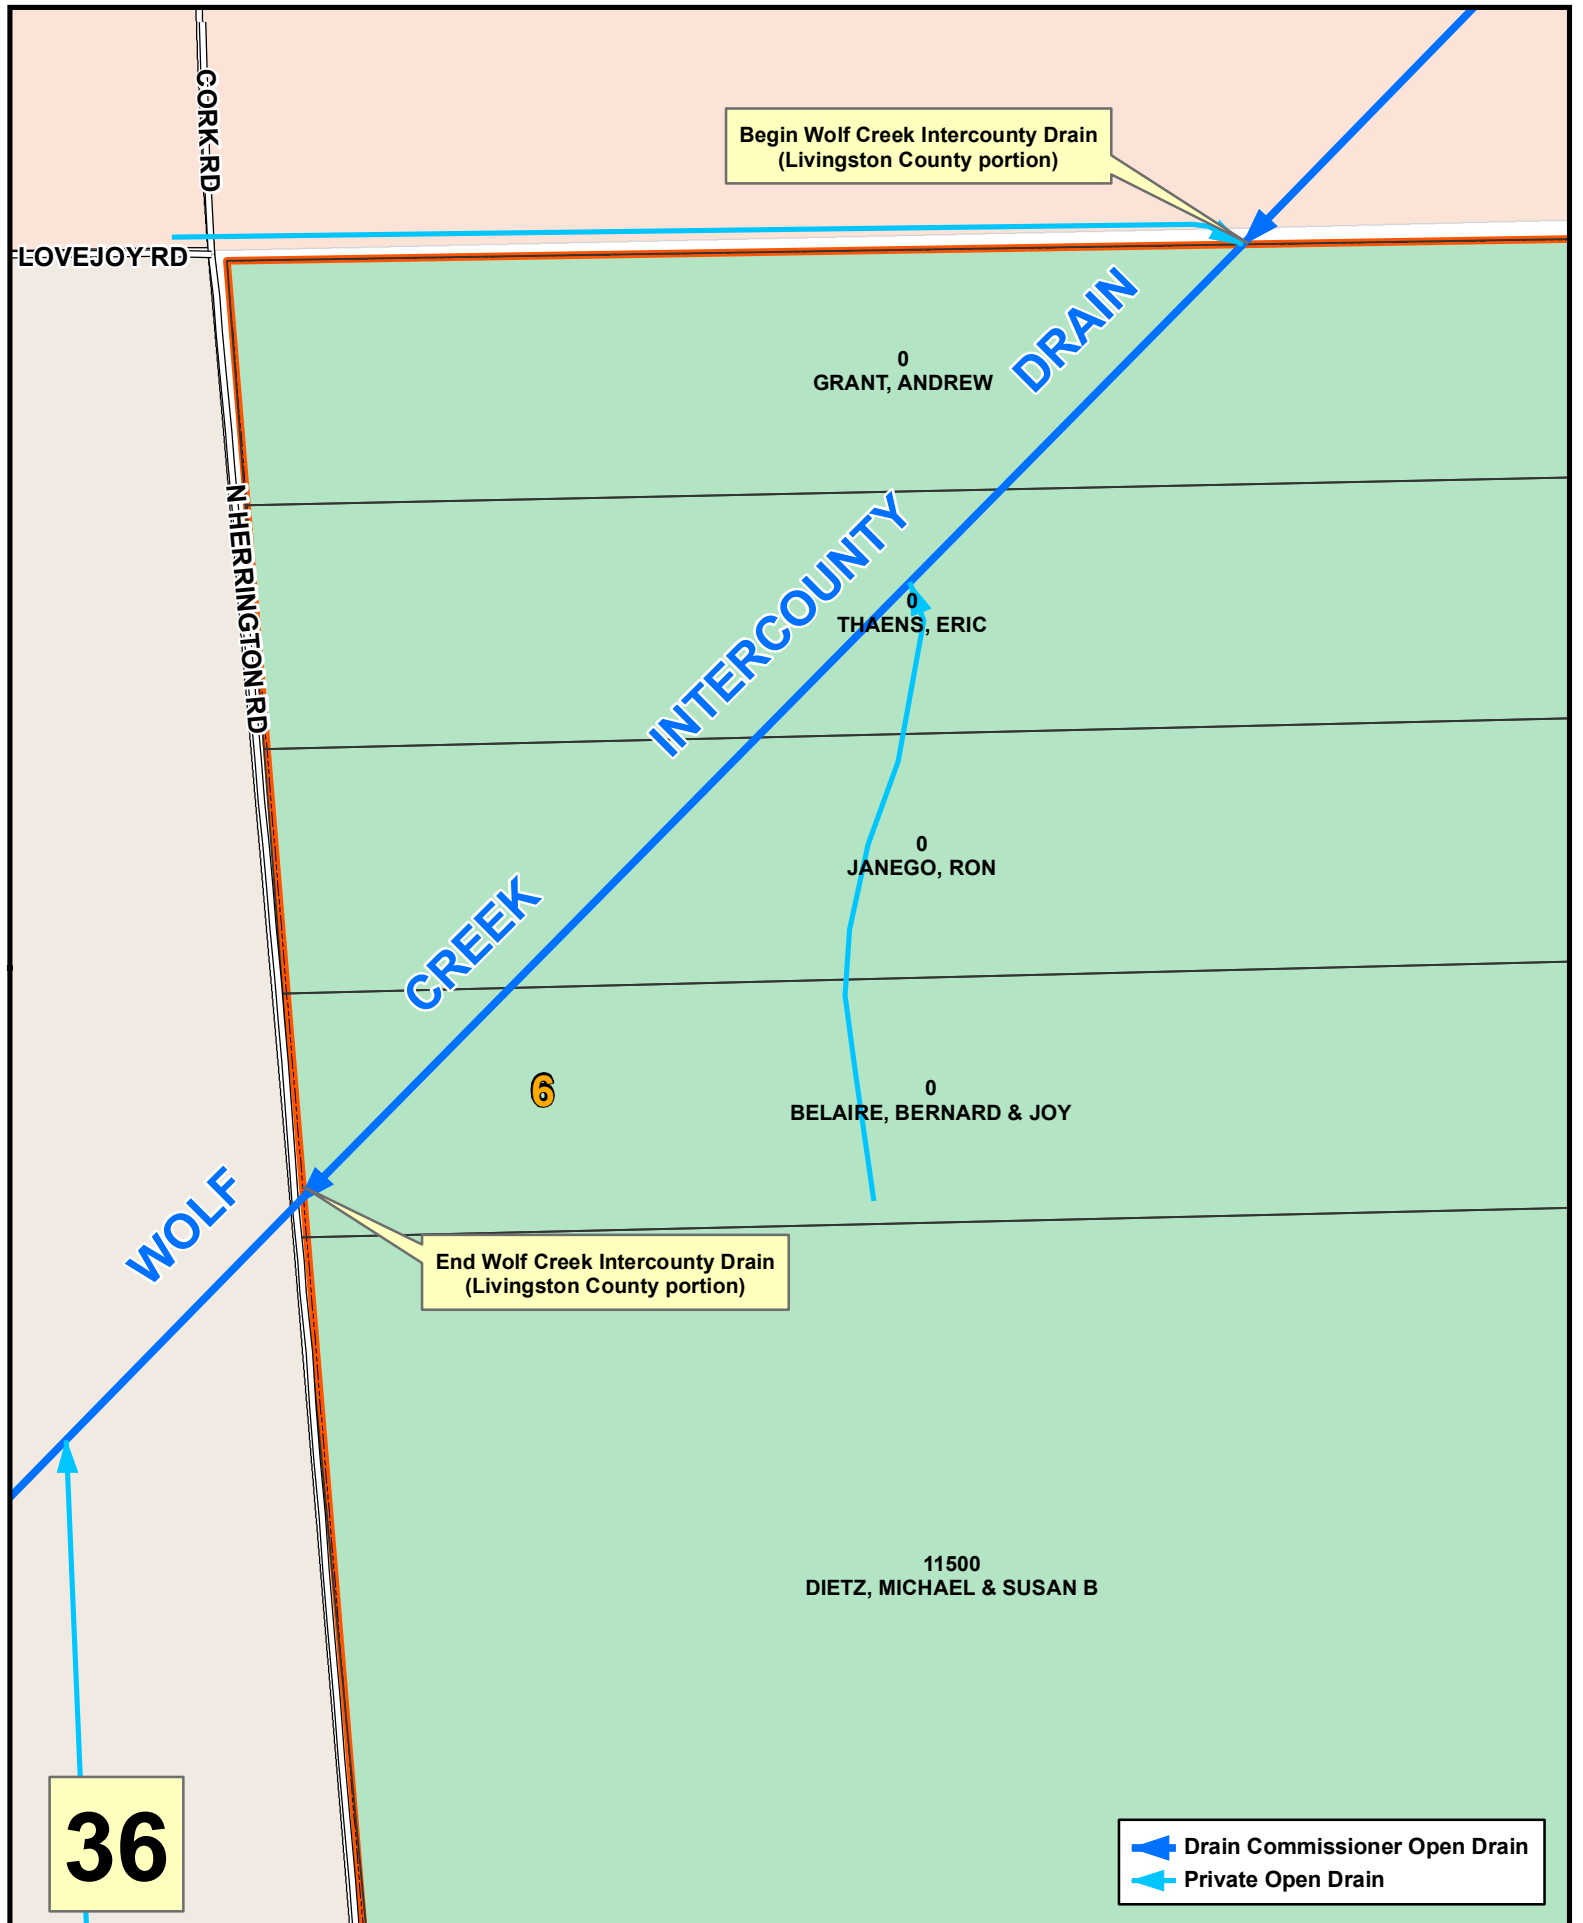 CORK RD
Begin Wolf Creek Intercounty Drain
(Livingston County portion)
LOVEJOY RD
DRAIN
0
GRANT, ANDREW
N HERRINGTON RD
INTERCOUNTY
0
THAENS, ERIC
0
JANEGO, RON
CREEK
6
0
BELAIRE, BERNARD & JOY
WOLF
End Wolf Creek Intercounty Drain
(Livingston County portion)
11500
DIETZ, MICHAEL & SUSAN B
36
Drain Commissioner Open Drain
Private Open Drain